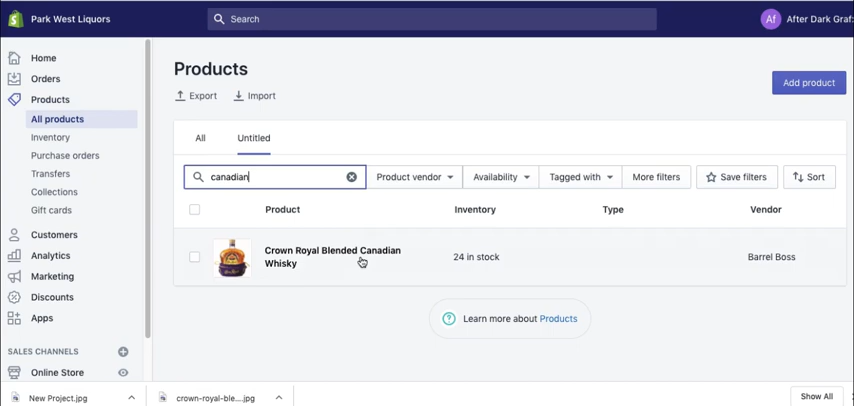 Park West Liquors
Search
Af
After Dark Graf
Home
Orders
Products
All products
Inventory
Purchase orders
Transfers
Collections
Gift cards
Customers
Analytics
Marketing
Discounts
Apps
SALES CHANNELS
Online Store
Products
Export
Import
Add product
All
Untitled
canadian
Product vendor
Availability
Tagged with
More filters
Save filters
Sort
Product
Inventory
Type
Vendor
Crown Royal Blended Canadian
Whisky
24 in stock
Barrel Boss
Learn more about Products
New Project.jpg
crown-royal-ble....jpg
Show All